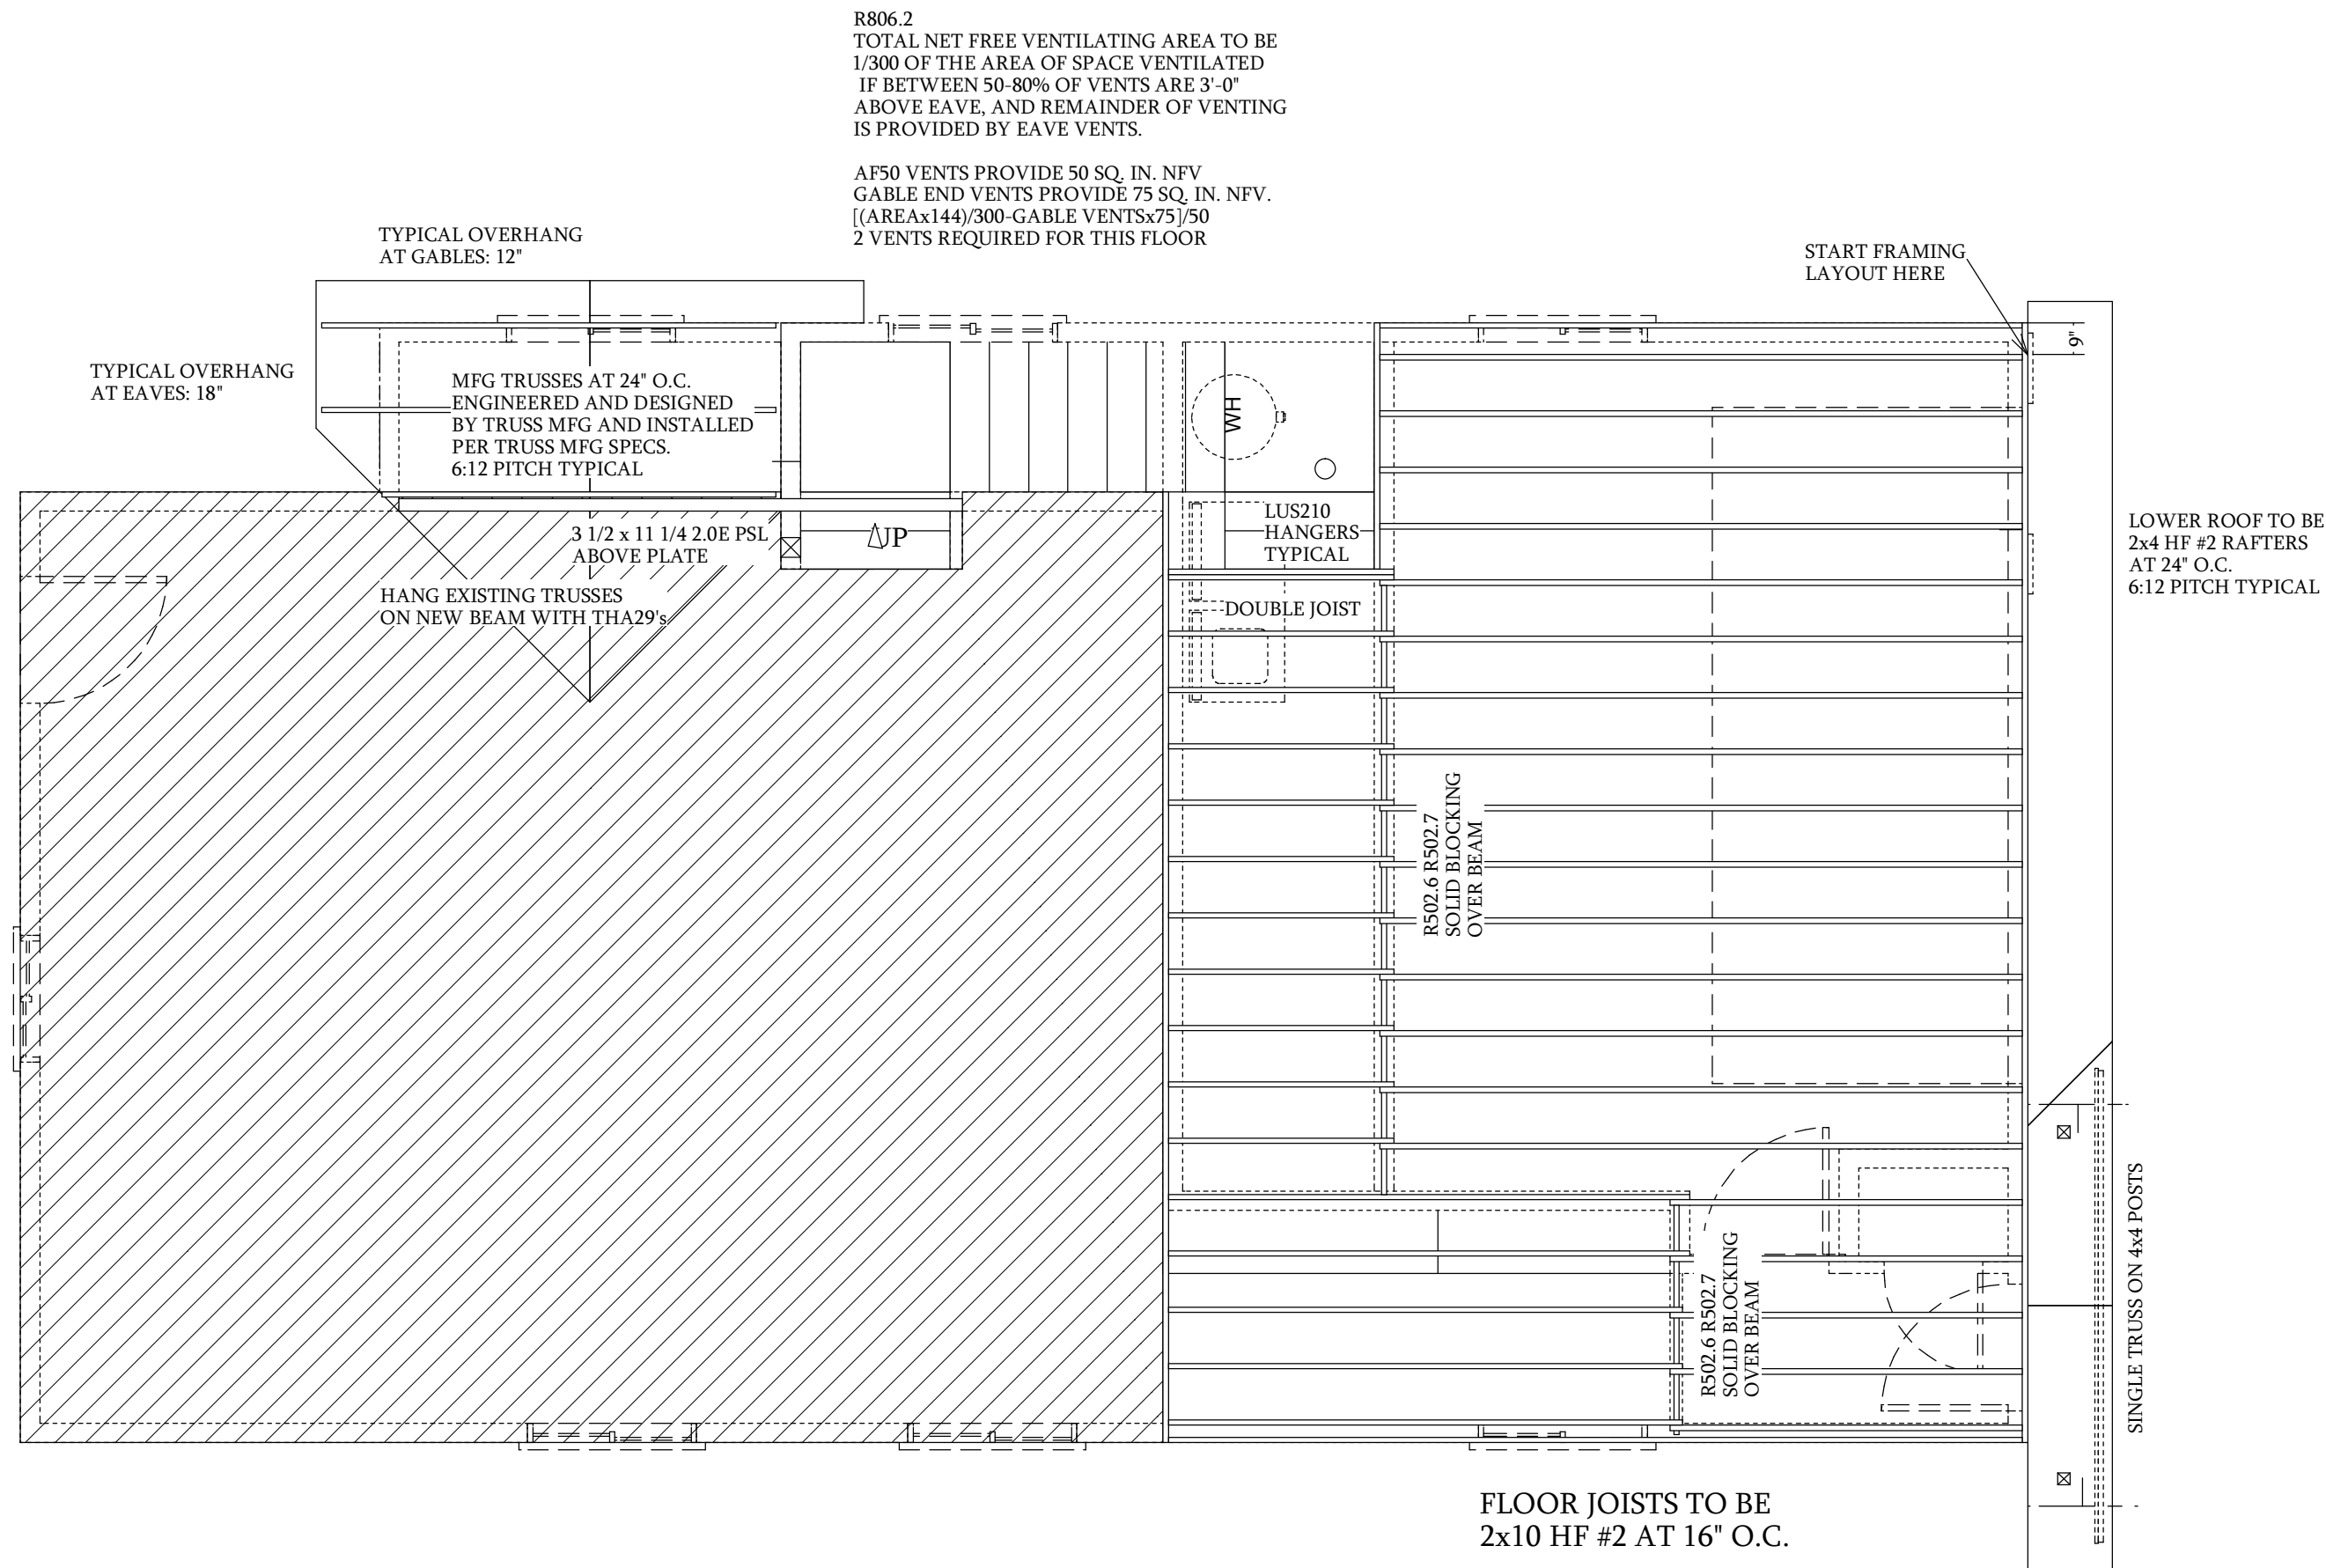 R806.2
TOTAL NET FREE VENTILATING AREA TO BE
1/300 OF THE AREA OF SPACE VENTILATED
IF BETWEEN 50-80% OF VENTS ARE 3'-0"
ABOVE EAVE, AND REMAINDER OF VENTING
IS PROVIDED BY EAVE VENTS.
AF50 VENTS PROVIDE 50 SQ. IN. NFV
GABLE END VENTS PROVIDE 75 SQ. IN. NFV.
[(AREAx144)/300-GABLE VENTSx75]/50
2 VENTS REQUIRED FOR THIS FLOOR
TYPICAL OVERHANG
AT GABLES: 12"
START FRAMING
LAYOUT HERE
9"
TYPICAL OVERHANG
AT EAVES: 18"
MFG TRUSSES AT 24" O.C.
ENGINEERED AND DESIGNED
BY TRUSS MFG AND INSTALLED
PER TRUSS MFG SPECS.
6:12 PITCH TYPICAL
WH
3 1/2 x 11 1/4 2.0E PSL
ABOVE PLATE
UP
LUS210
HANGERS
TYPICAL
LOWER ROOF TO BE
2x4 HF #2 RAFTERS
AT 24" O.C.
6:12 PITCH TYPICAL
HANG EXISTING TRUSSES
ON NEW BEAM WITH THA29's
DOUBLE JOIST
R502.6 R502.7
SOLID BLOCKING
OVER BEAM
R502.6 R502.7
SOLID BLOCKING
OVER BEAM
SINGLE TRUSS ON 4x4 POSTS
FLOOR JOISTS TO BE
2x10 HF #2 AT 16" O.C.